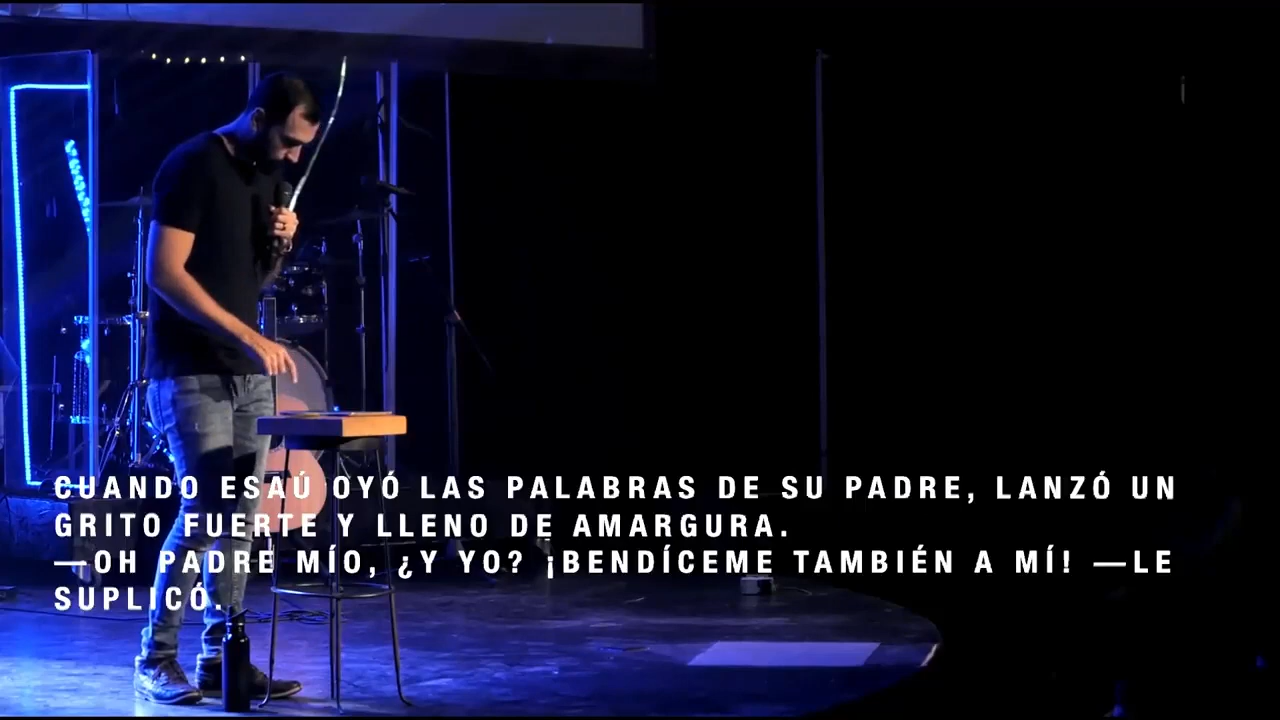 CUANDO ESAÚ OYÓ LAS PALABRAS DE SU PADRE, LANZÓ UN
GRITO FUERTE Y LLENO DE AMARGURA.
—OH PADRE MÍO, ¿Y YO? ¡BENDÍCEME TAMBIÉN A MÍ! —LE
SUPLICÓ.